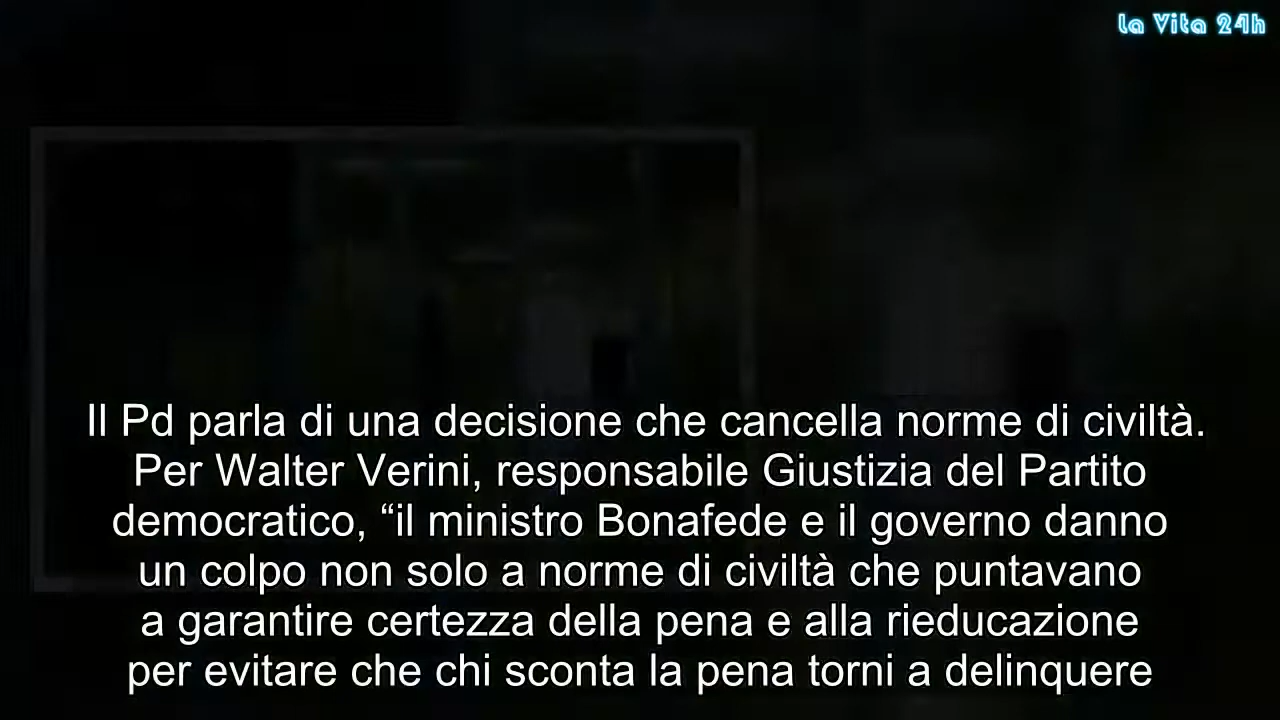 la Vita 24h
Il Pd parla di una decisione che cancella norme di civiltà.
Per Walter Verini, responsabile Giustizia del Partito
democratico, “il ministro Bonafede e il governo danno
un colpo non solo a norme di civiltà che puntavano
a garantire certezza della pena e alla rieducazione
per evitare che chi sconta la pena torni a delinquere